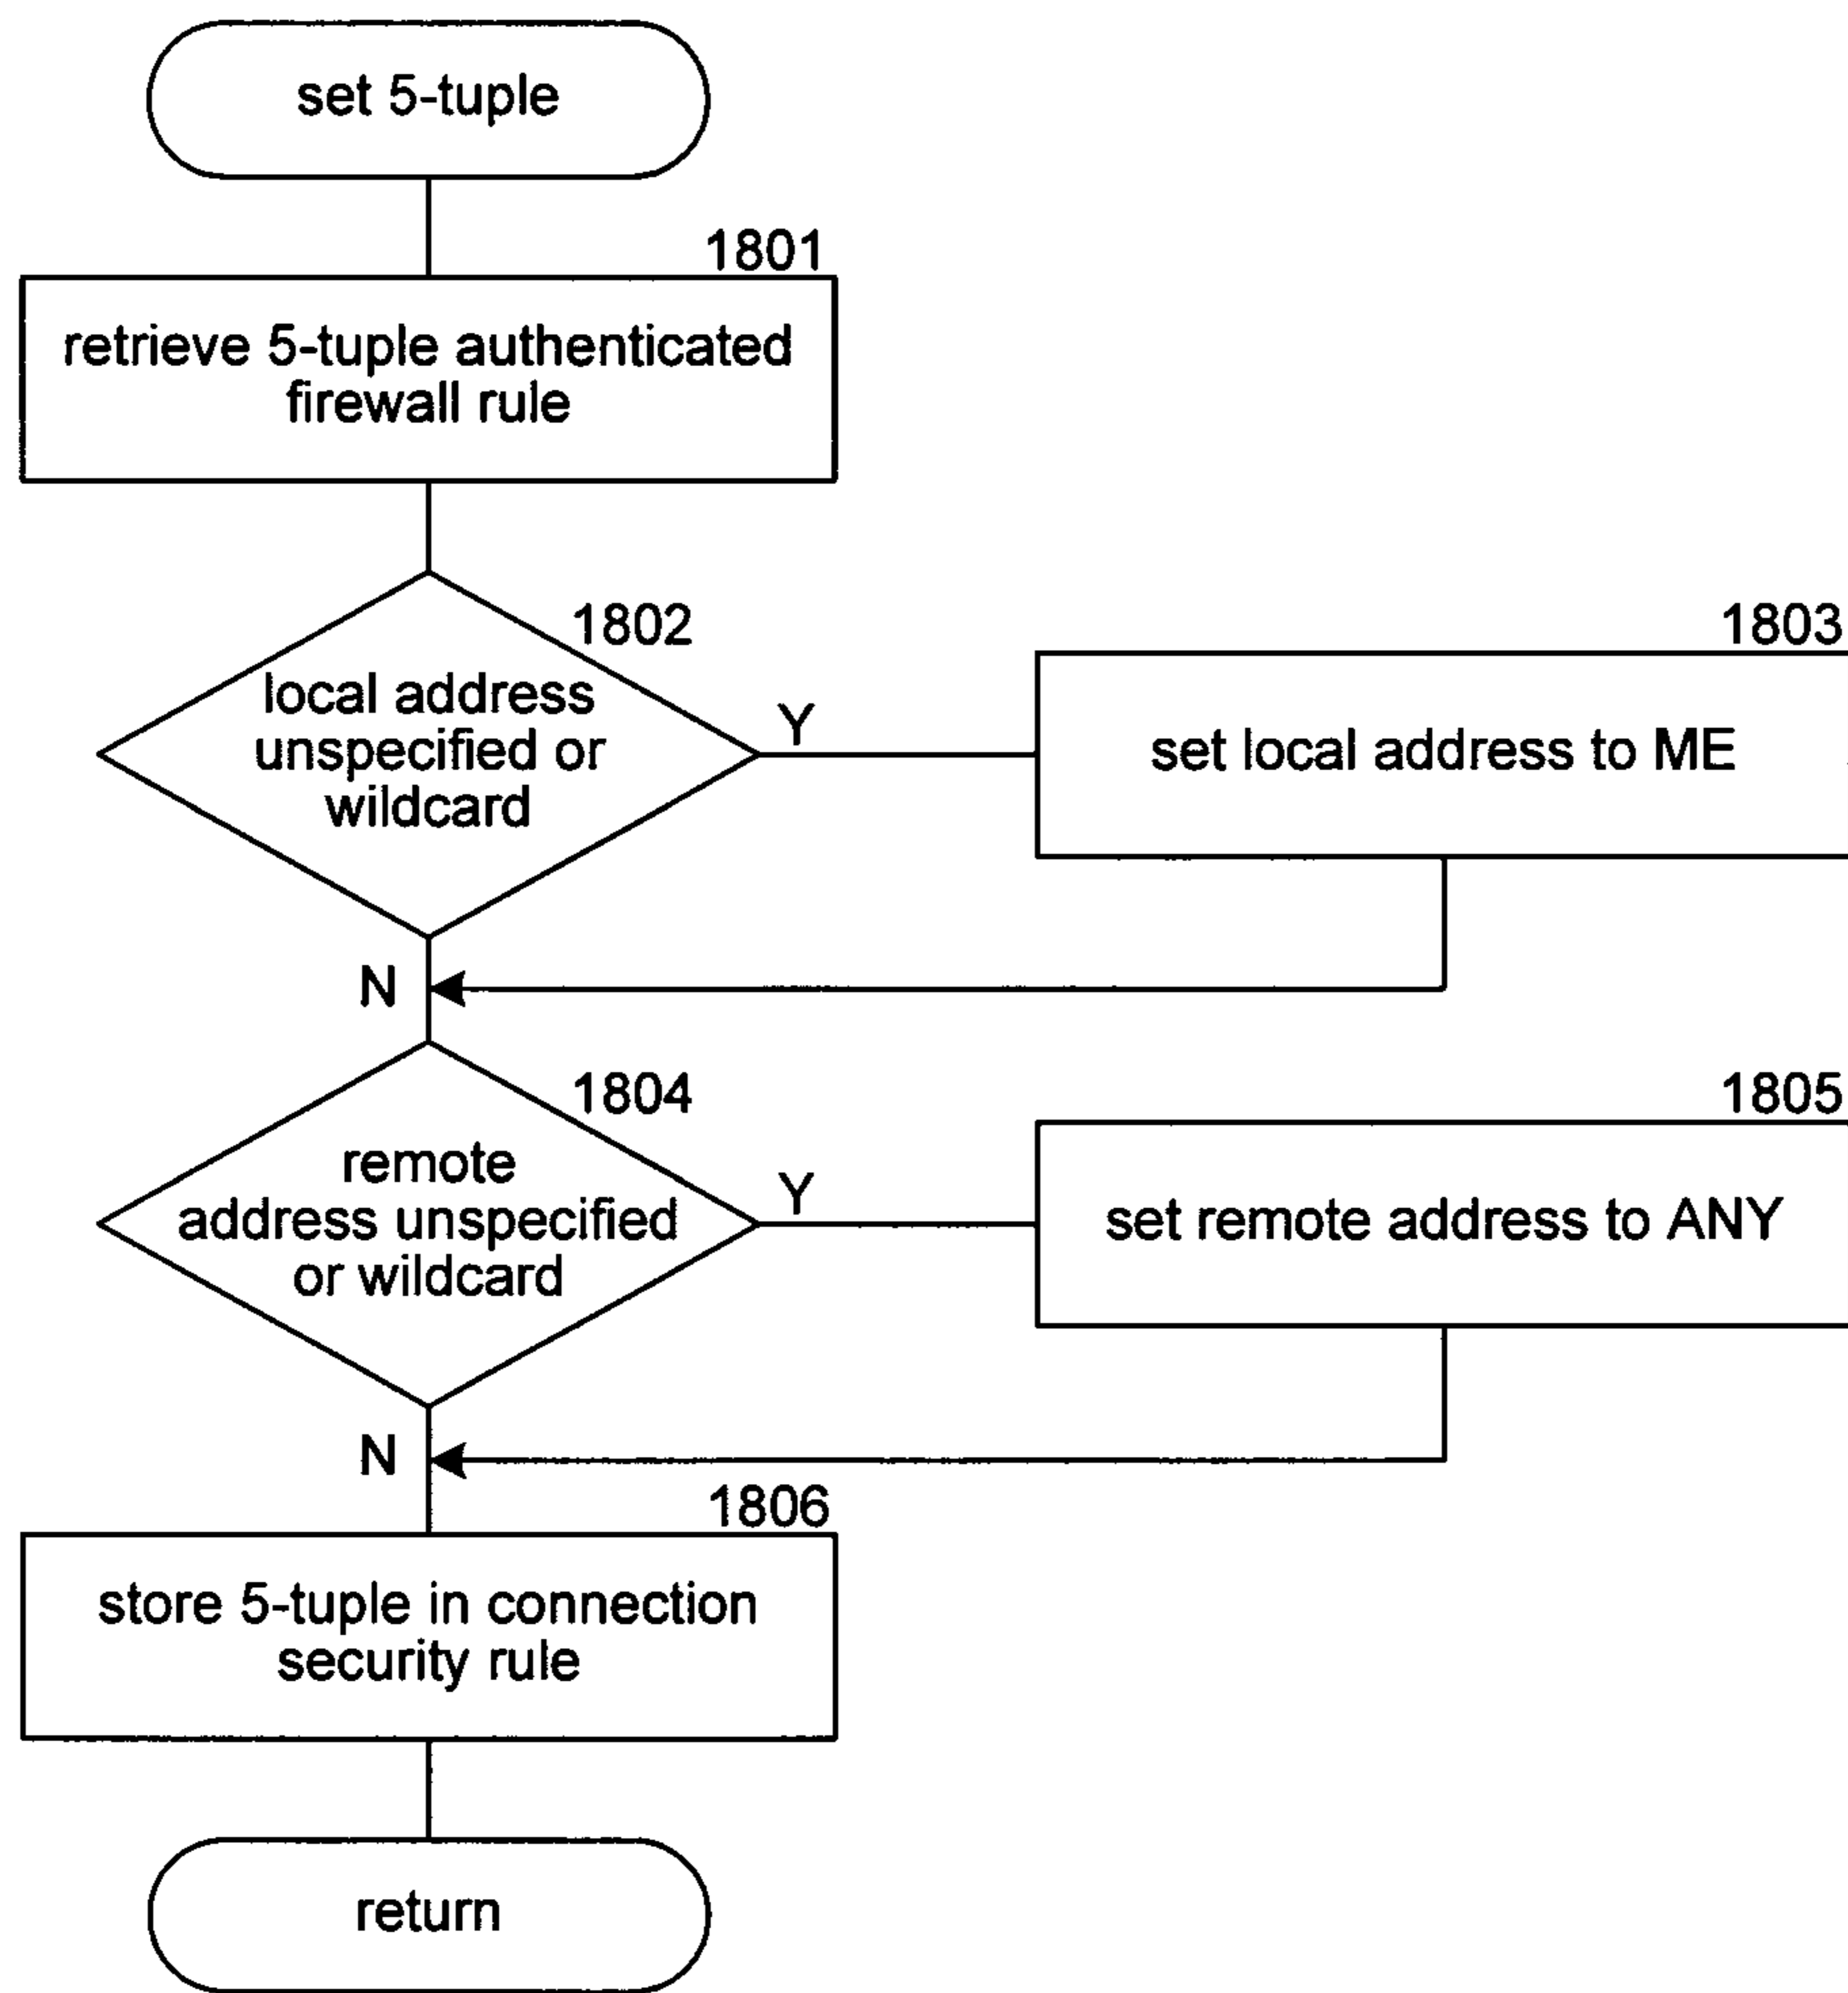 set 5-tuple
1801
retrieve 5-tuple authenticated
firewall rule
1802
local address
unspecified or
wildcard
Y
1803
set local address to ME
N
1804
remote
address unspecified
or wildcard
Y
1805
set remote address to ANY
N
1806
store 5-tuple in connection
security rule
return